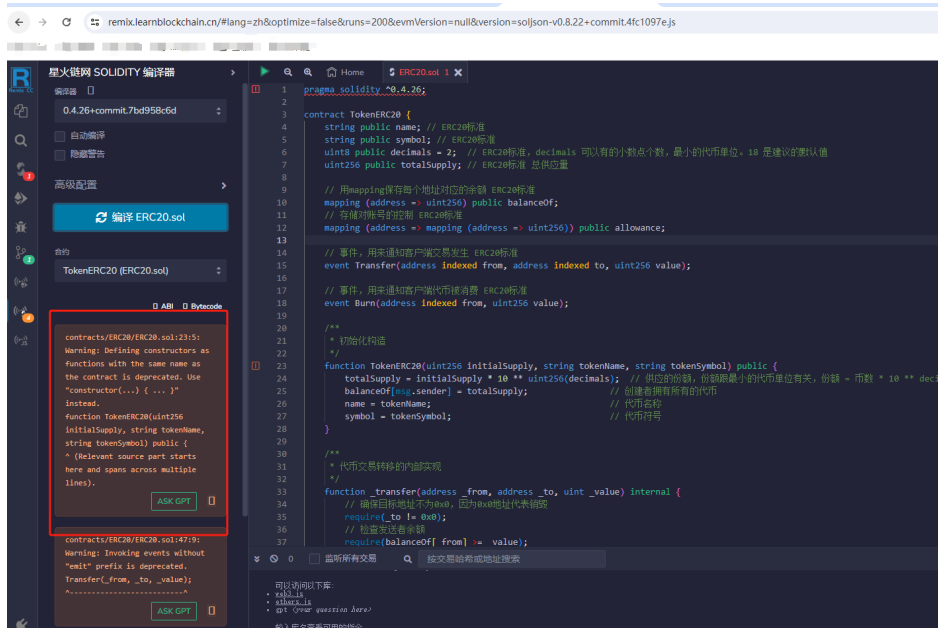 remix.learnblockchain.cn/#lang=zh&optimize=false&runs=200&evmVersion=null&version=soljson-v0.8.22+commit.4fc1097e.js
星火链网 SOLIDITY 编译器
编译器
0.4.26+commit.7bd958c6d
自动编译
隐藏警告
高级配置
编译 ERC20.sol
合约
TokenERC20 (ERC20.sol)
ABI Bytecode
contracts/ERC20/ERC20.sol:23:5:
Warning: Defining constructors as
functions with the same name as
the contract is deprecated. Use
"constructor(...) { ... }"
instead.
function TokenERC20(uint256
initialSupply, string tokenName,
string tokenSymbol) public {
^ (Relevant source part starts
here and spans across multiple
lines).
ASK GPT
contracts/ERC20/ERC20.sol:47:9:
Warning: Invoking events without
"emit" prefix is deprecated.
Transfer(_from, _to, _value);
^--------------------------^
ASK GPT
Home
ERC20.sol 1
1 pragma solidity ^0.4.26;
2
3 contract TokenERC20 {
4 string public name; // ERC20标准
5 string public symbol; // ERC20标准
6 uint8 public decimals = 2; // ERC20标准，decimals 可以有的小数点个数，最小的代币单位。18 是建议的默认值
7 uint256 public totalSupply; // ERC20标准 总供应量
8
9 // 用mapping保存每个地址对应的余额 ERC20标准
10 mapping (address => uint256) public balanceOf;
11 // 存储对账号的控制 ERC20标准
12 mapping (address => mapping (address => uint256)) public allowance;
13
14 // 事件，用来通知客户端交易发生 ERC20标准
15 event Transfer(address indexed from, address indexed to, uint256 value);
16
17 // 事件，用来通知客户端代币被消费 ERC20标准
18 event Burn(address indexed from, uint256 value);
19
20 /**
21 * 初始化构造
22 */
23 function TokenERC20(uint256 initialSupply, string tokenName, string tokenSymbol) public {
24 totalSupply = initialSupply * 10 ** uint256(decimals); // 供应的份额，份额跟最小的代币单位有关，份额 = 币数 * 10 ** deci
25 balanceOf[msg.sender] = totalSupply; // 创建者拥有所有的代币
26 name = tokenName; // 代币名称
27 symbol = tokenSymbol; // 代币符号
28 }
29
30 /**
31 * 代币交易转移的内部实现
32 */
33 function _transfer(address _from, address _to, uint _value) internal {
34 // 确保目标地址不为0x0，因为0x0地址代表销毁
35 require(_to != 0x0);
36 // 检查发送者余额
37 require(balanceOf[_from] >= _value);
0 监听所有交易 按交易哈希或地址搜索
可以访问以下库:
• web3.js
• ethers.js
• gpt <your question here>